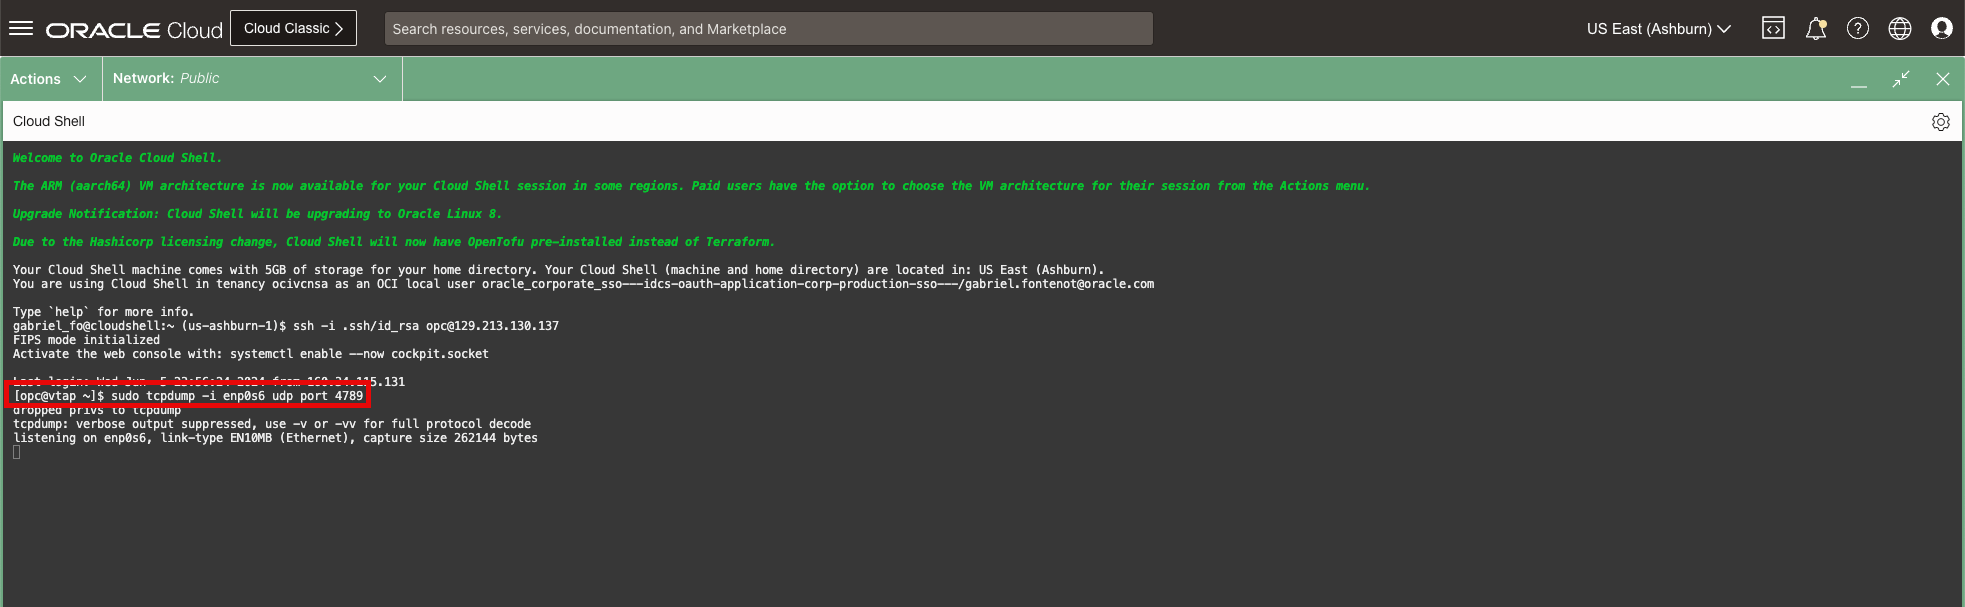 ORACLE Cloud
Cloud Classic
Search resources, services, documentation, and Marketplace
US East (Ashburn)
Actions
Network: Public
Cloud Shell
Welcome to Oracle Cloud Shell.
The ARM (aarch64) VM architecture is now available for your Cloud Shell session in some regions. Paid users have the option to choose the VM architecture for their session from the Actions menu.
Upgrade Notification: Cloud Shell will be upgrading to Oracle Linux 8.
Due to the Hashicorp licensing change, Cloud Shell will now have OpenTofu pre-installed instead of Terraform.
Your Cloud Shell machine comes with 5GB of storage for your home directory. Your Cloud Shell (machine and home directory) are located in: US East (Ashburn).
You are using Cloud Shell in tenancy ocivcnsa as an OCI local user oracle_corporate_sso---idcs-oauth-application-corp-production-sso---/gabriel.fontenot@oracle.com
Type `help` for more info.
gabriel_fo@cloudshell:~ (us-ashburn-1)$ ssh -i .ssh/id_rsa opc@129.213.130.137
FIPS mode initialized
Activate the web console with: systemctl enable --now cockpit.socket
Last login: Wed Jun 5 23:56:24 2024 from
[opc@vtap ~]$ sudo tcpdump -i enp0s6 udp port 4789
dropped privs to tcpdump
tcpdump: verbose output suppressed, use -v or -vv for full protocol decode
listening on enp0s6, link-type EN10MB (Ethernet), capture size 262144 bytes